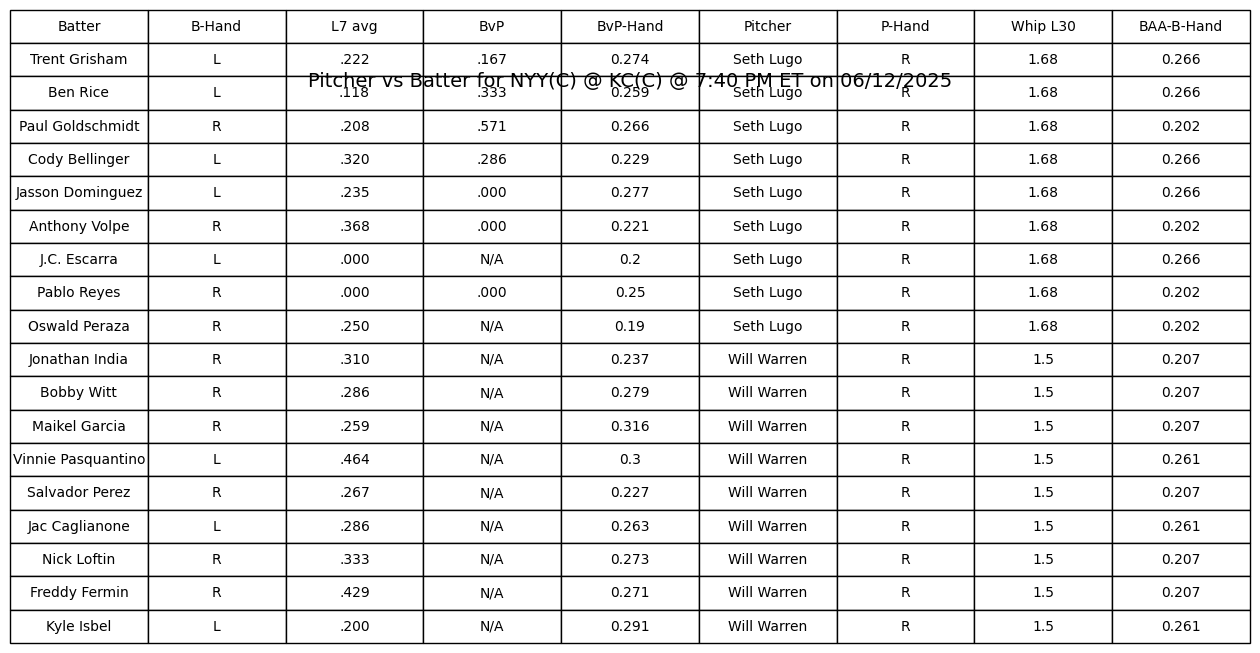 Batter B-Hand L7 avg BvP BvP-Hand Pitcher P-Hand Whip L30 BAA-B-Hand
Trent Grisham L .222 .167 0.274 Seth Lugo R 1.68 0.266
Pitcher vs Batter for NYY(C) @ KC(C) @ 7:40 PM ET on 06/12/2025
Ben Rice L .118 .333 0.259 Seth Lugo R 1.68 0.266
Paul Goldschmidt R .208 .571 0.266 Seth Lugo R 1.68 0.202
Cody Bellinger L .320 .286 0.229 Seth Lugo R 1.68 0.266
Jasson Dominguez L .235 .000 0.277 Seth Lugo R 1.68 0.266
Anthony Volpe R .368 .000 0.221 Seth Lugo R 1.68 0.202
J.C. Escarra L .000 N/A 0.2 Seth Lugo R 1.68 0.266
Pablo Reyes R .000 .000 0.25 Seth Lugo R 1.68 0.202
Oswald Peraza R .250 N/A 0.19 Seth Lugo R 1.68 0.202
Jonathan India R .310 N/A 0.237 Will Warren R 1.5 0.207
Bobby Witt R .286 N/A 0.279 Will Warren R 1.5 0.207
Maikel Garcia R .259 N/A 0.316 Will Warren R 1.5 0.207
Vinnie Pasquantino L .464 N/A 0.3 Will Warren R 1.5 0.261
Salvador Perez R .267 N/A 0.227 Will Warren R 1.5 0.207
Jac Caglianone L .286 N/A 0.263 Will Warren R 1.5 0.261
Nick Loftin R .333 N/A 0.273 Will Warren R 1.5 0.207
Freddy Fermin R .429 N/A 0.271 Will Warren R 1.5 0.207
Kyle Isbel L .200 N/A 0.291 Will Warren R 1.5 0.261